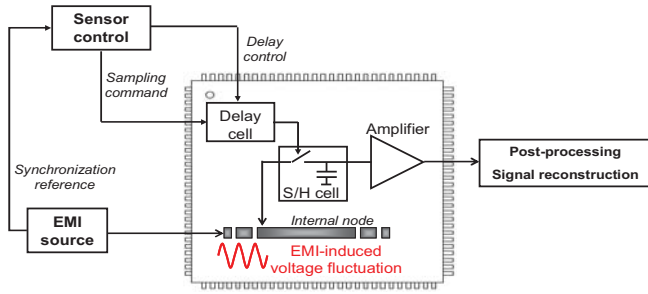 Sensor
control
Delay
control
Sampling
command
Delay
cell
Amplifier
Post-processing
Signal reconstruction
S/H cell
Synchronization
reference
EMI
source
Internal node
EMI-induced
voltage fluctuation